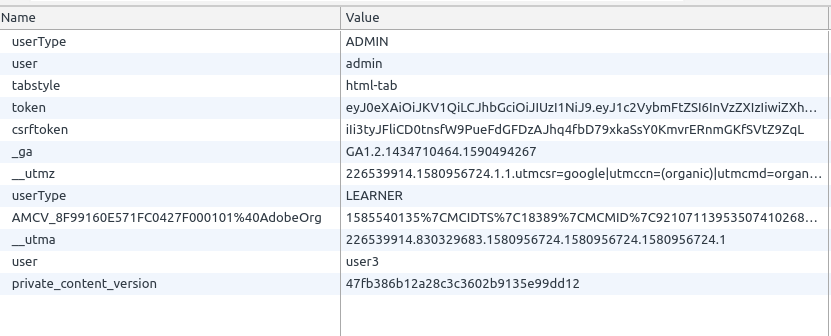 Name Value
userType ADMIN
user admin
tabstyle html-tab
token eyJ0eXAiOiJKV1QiLCJhbGciOiJIUzI1NiJ9.eyJ1c2VybmFtZSI6InVzZXIzIiwiZXh...
csrftoken iIi3tyJFliCD0tnsfW9PueFdGFDzAJhq4fbD79xkaSsY0KmvrERnmGKfSVtZ9ZqL
_ga GA1.2.1434710464.1590494267
__utmz 226539914.1580956724.1.1.utmcsr=google|utmccn=(organic)|utmcmd=organ...
userType LEARNER
AMCV_8F99160E571FC0427F000101%40AdobeOrg 1585540135%7CMCIDTS%7C18389%7CMCMID%7C92107113953507410268...
__utma 226539914.830329683.1580956724.1580956724.1580956724.1
user user3
private_content_version 47fb386b12a28c3c3602b9135e99dd12